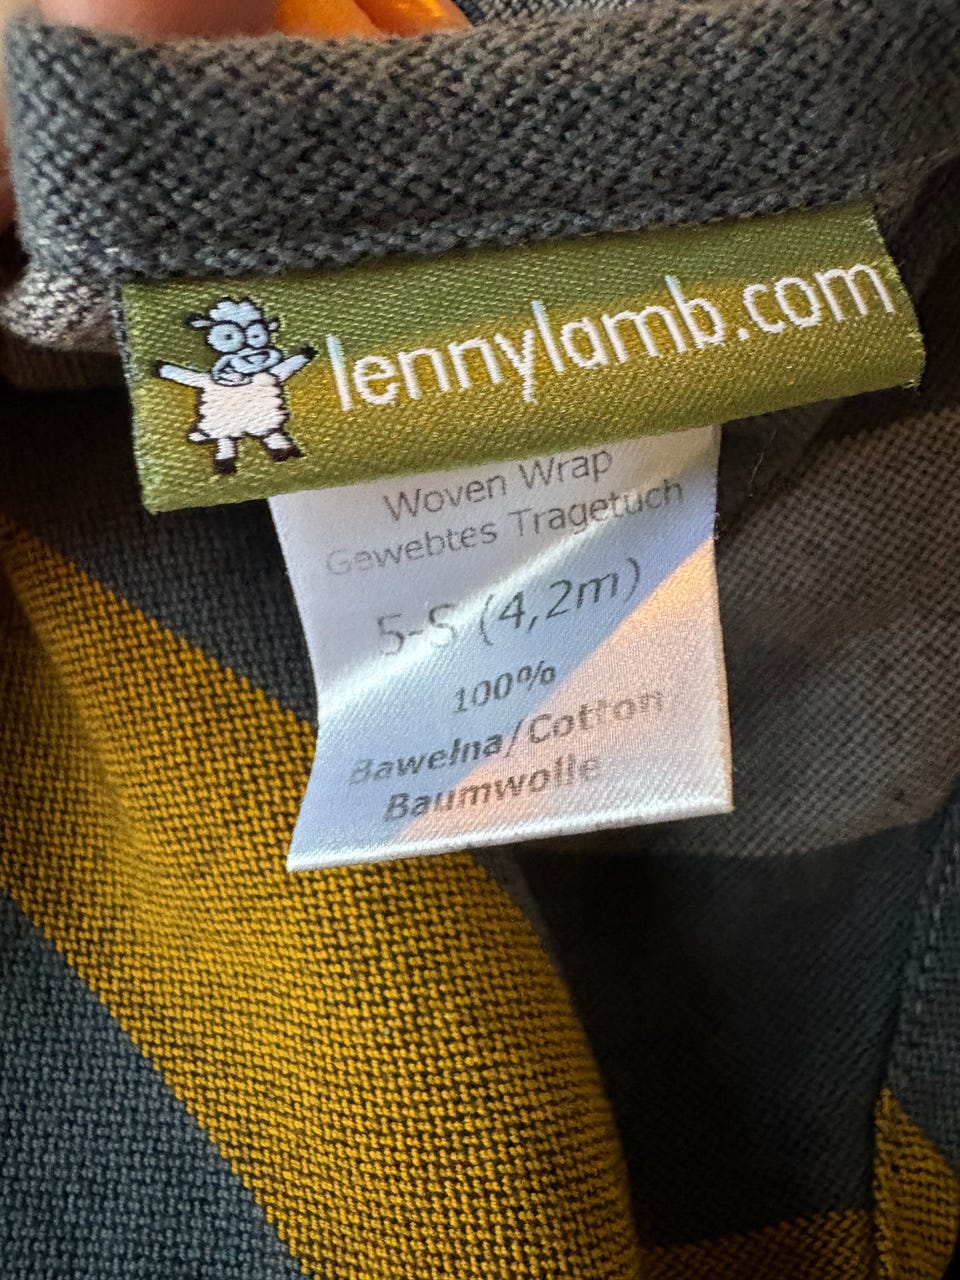 lennylamb.com
Woven Wrap
Gewebtes Tragetuch
5-S (4,2m)
100%
Bawełna/Cotton
Baumwolle